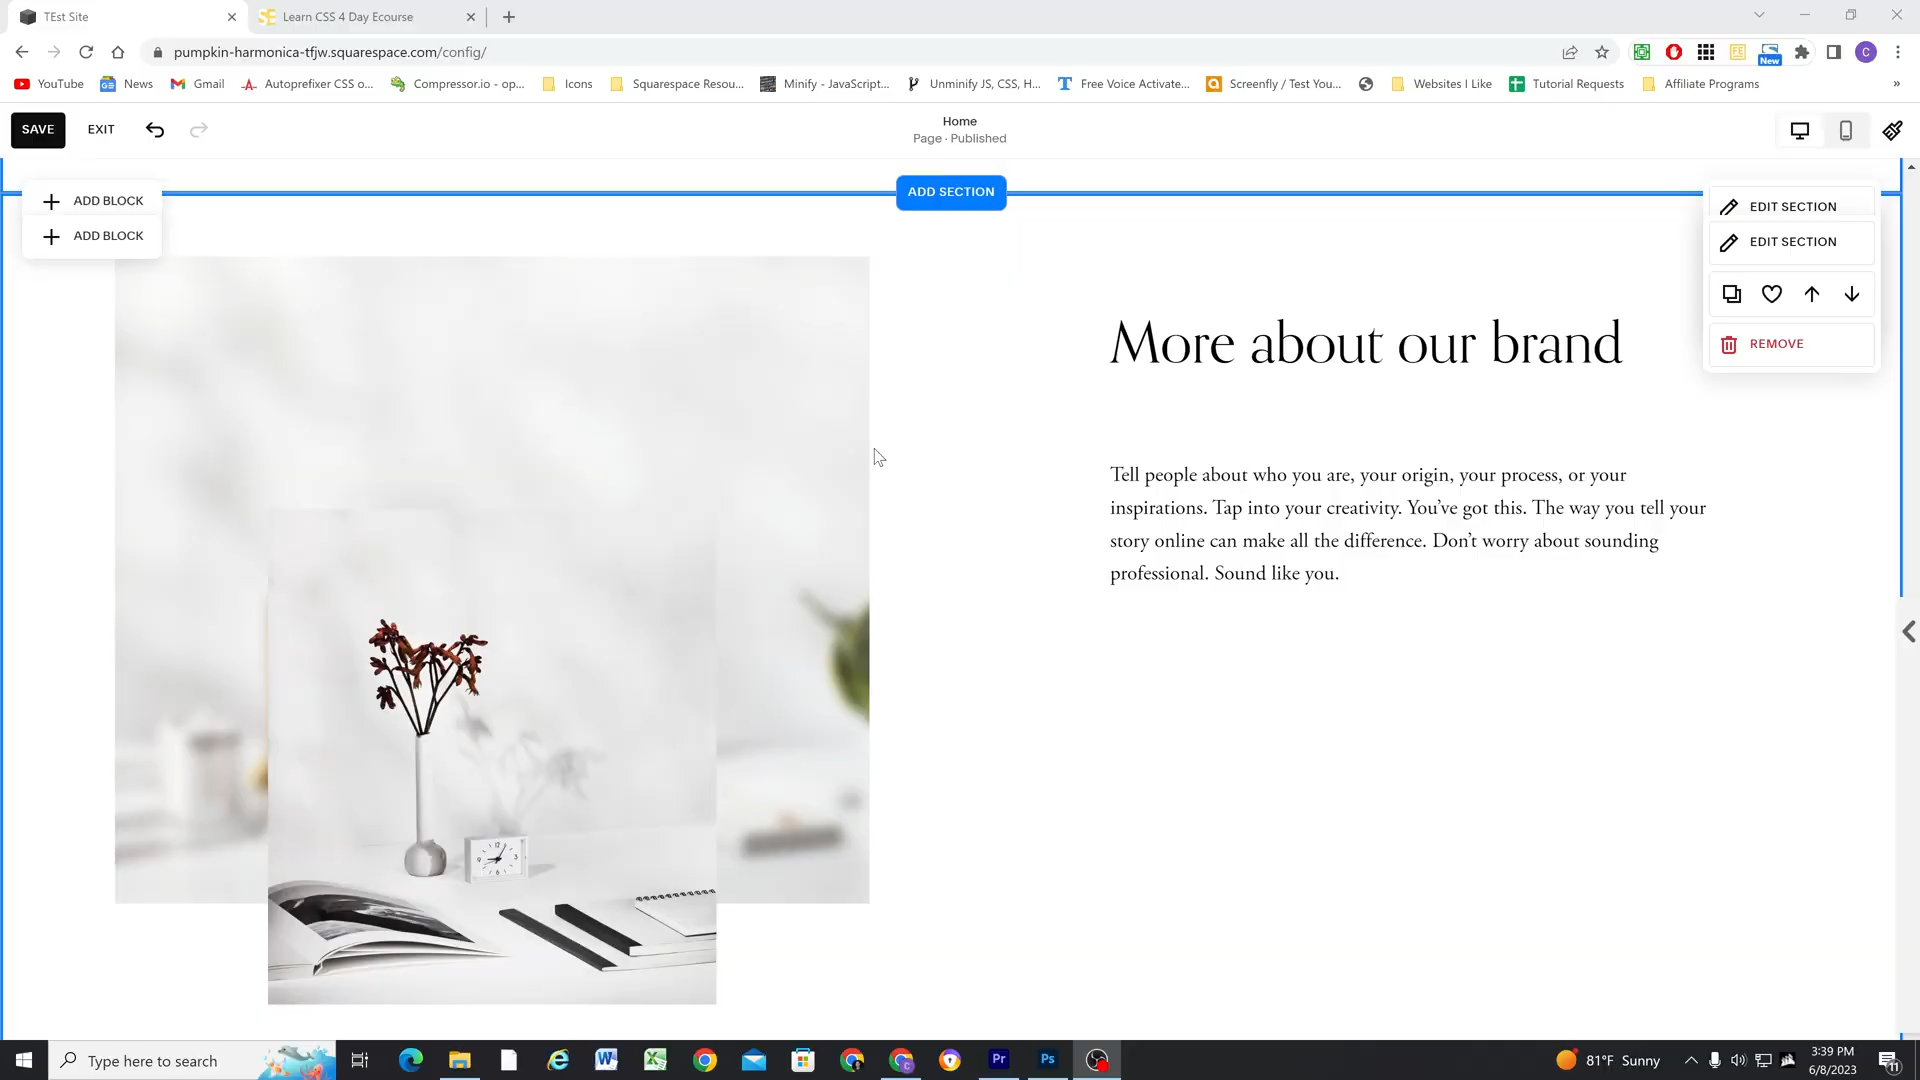 TEst Site
Learn CSS 4 Day Ecourse
pumpkin-harmonica-tfjw.squarespace.com/config/
New
C
YouTube
News
Gmail
Autoprefixer CSS o...
Compressor.io - op...
Icons
Squarespace Resou...
Minify - JavaScript...
Unminify JS, CSS, H...
Free Voice Activate...
Screenfly / Test You...
Websites I Like
Tutorial Requests
Affiliate Programs
»
SAVE
EXIT
Home
Page · Published
ADD BLOCK
ADD BLOCK
ADD SECTION
EDIT SECTION
EDIT SECTION
REMOVE
More about our brand
Tell people about who you are, your origin, your process, or your
inspirations. Tap into your creativity. You’ve got this. The way you tell your
story online can make all the difference. Don’t worry about sounding
professional. Sound like you.
Type here to search
Pr
Ps
81°F Sunny
3:39 PM
6/8/2023
11